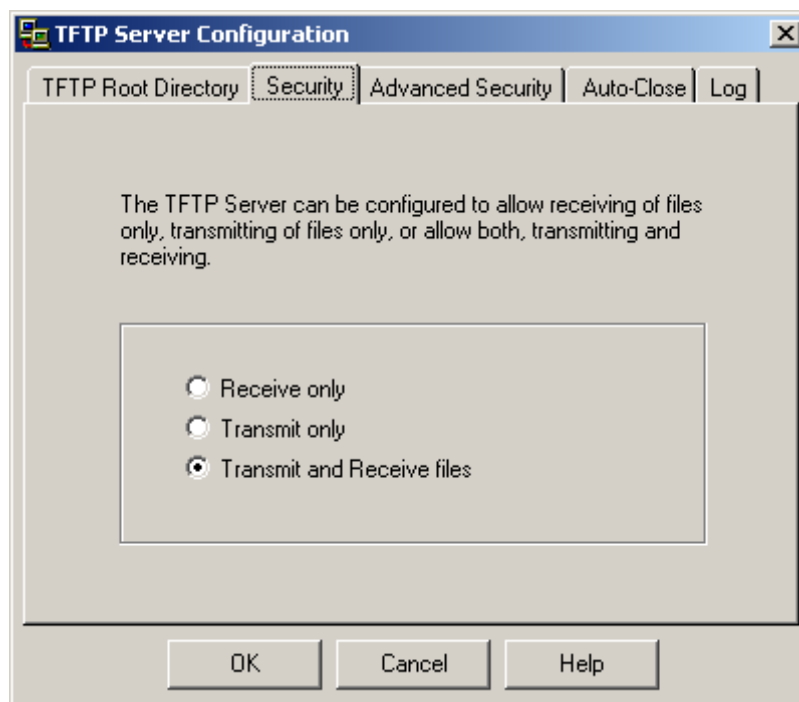 TFTP Server Configuration
TFTP Root Directory Security Advanced Security Auto-Close Log
The TFTP Server can be configured to allow receiving of files
only, transmitting of files only, or allow both, transmitting and
receiving.
Receive only
Transmit only
Transmit and Receive files
OK Cancel Help